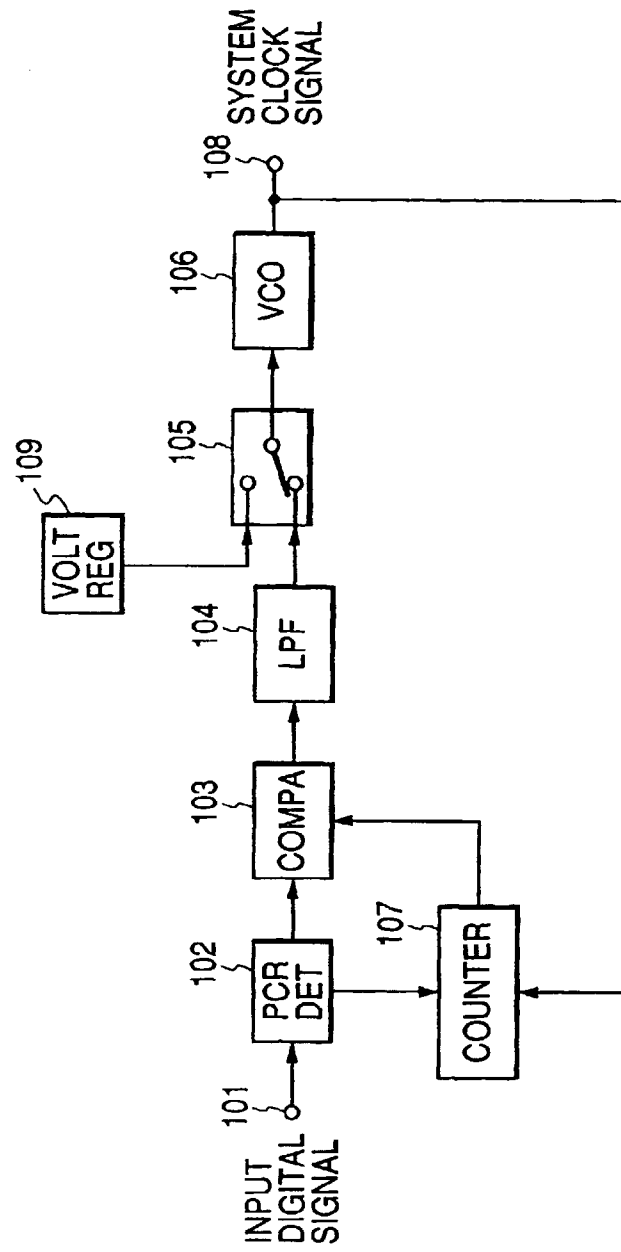 INPUT
DIGITAL
SIGNAL
101
102
PCR
DET
103
COMPA
104
LPF
105
106
VCO
108
SYSTEM
CLOCK
SIGNAL
109
VOLT
REG
107
COUNTER